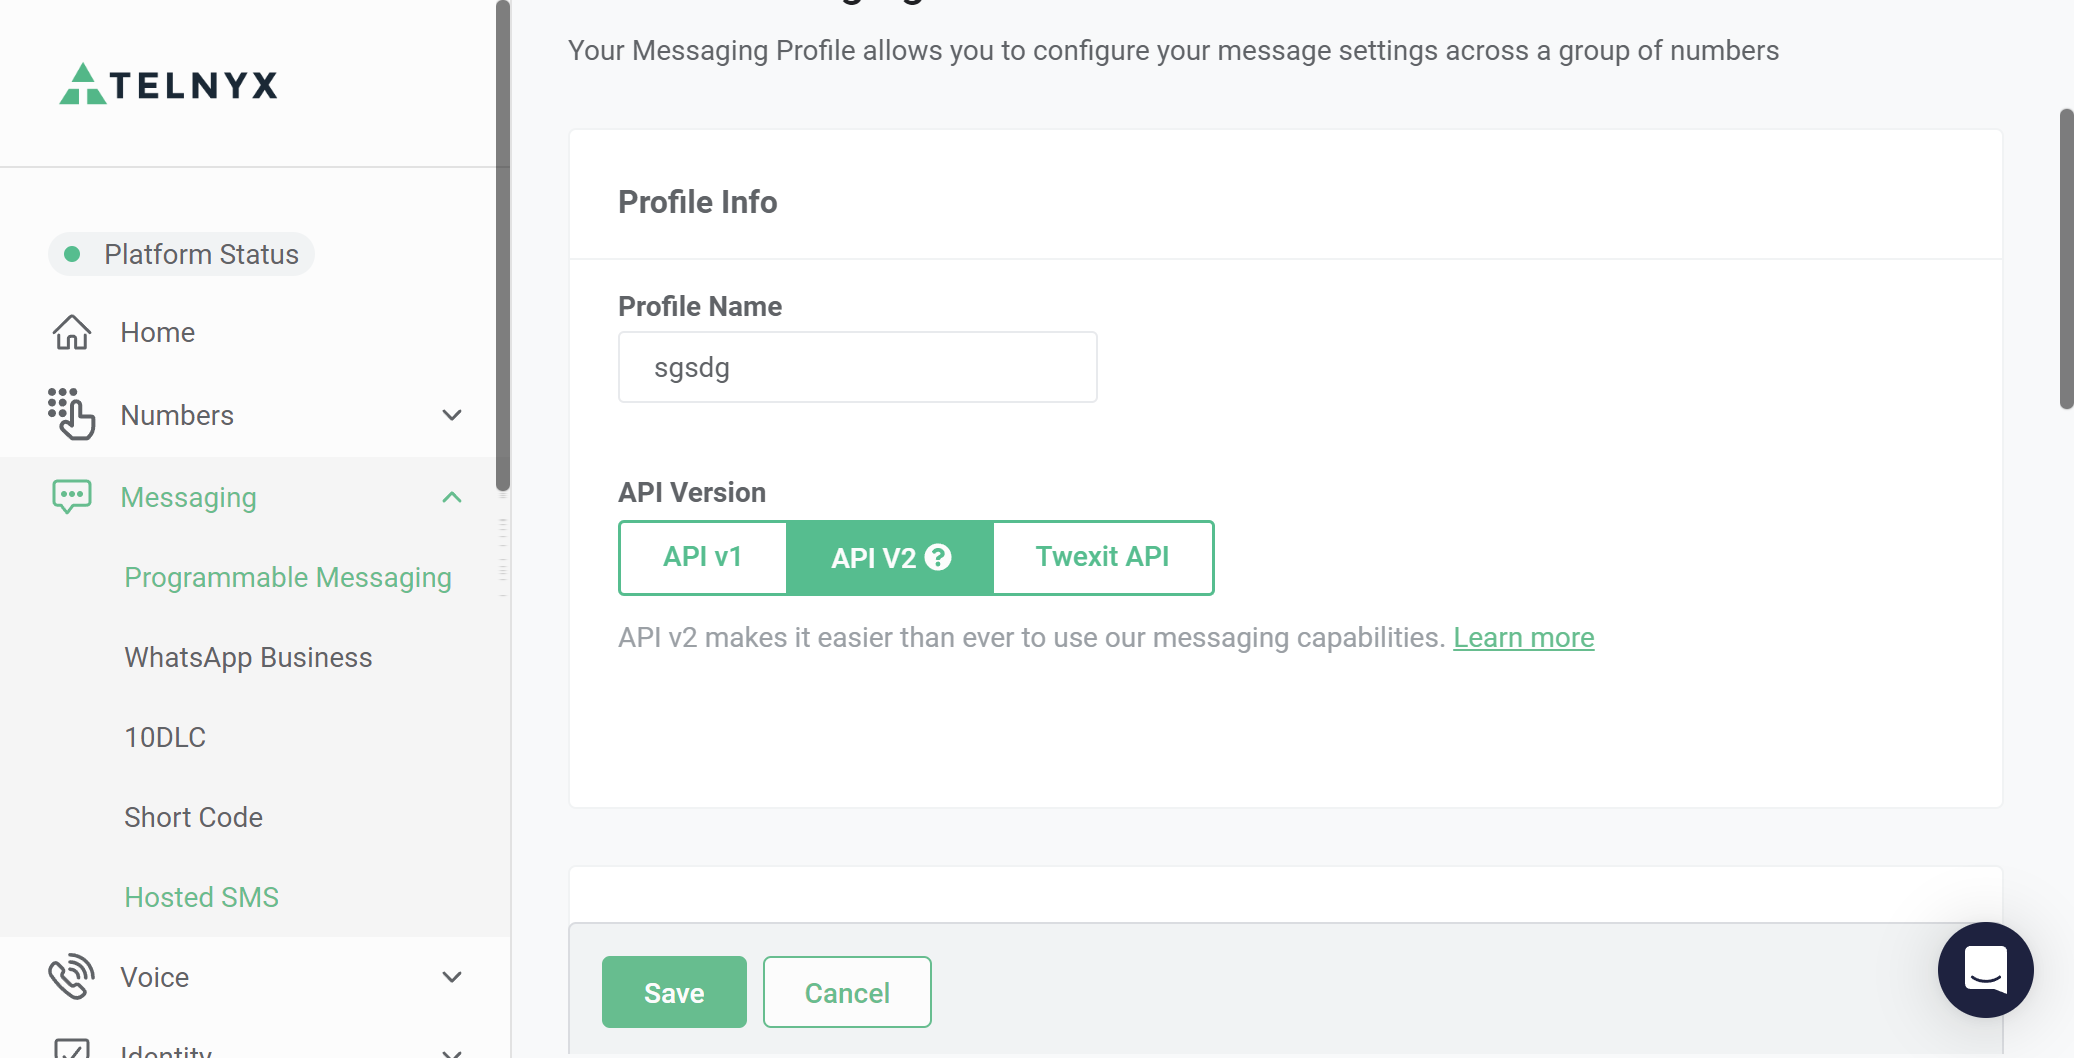 TELNYX
Platform Status
Home
Numbers
Messaging
Programmable Messaging
WhatsApp Business
10DLC
Short Code
Hosted SMS
Voice
Identity
Your Messaging Profile allows you to configure your message settings across a group of numbers
Profile Info
Profile Name
sgsdg
API Version
API v1
API V2
Twexit API
API v2 makes it easier than ever to use our messaging capabilities. Learn more
Save
Cancel